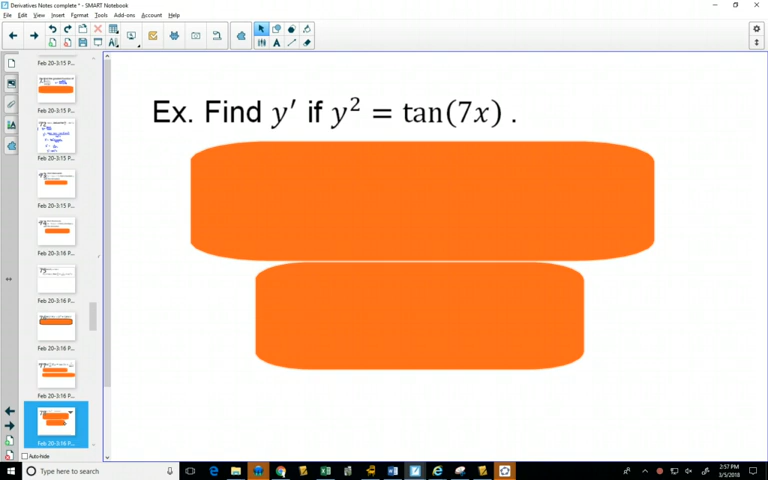 Derivatives Notes complete * - SMART Notebook
File Edit View Insert Format Tools Add-ons Account Help
Feb 20-3:15 P...
Feb 20-3:15 P...
Feb 20-3:15 P...
Feb 20-3:15 P...
Feb 20-3:16 P...
Feb 20-3:16 P...
Feb 20-3:16 P...
Feb 20-3:16 P...
Feb 20-3:16 P...
Auto-hide
Ex. Find y′ if y² = tan(7x) .
Type here to search
2:57 PM
3/5/2018